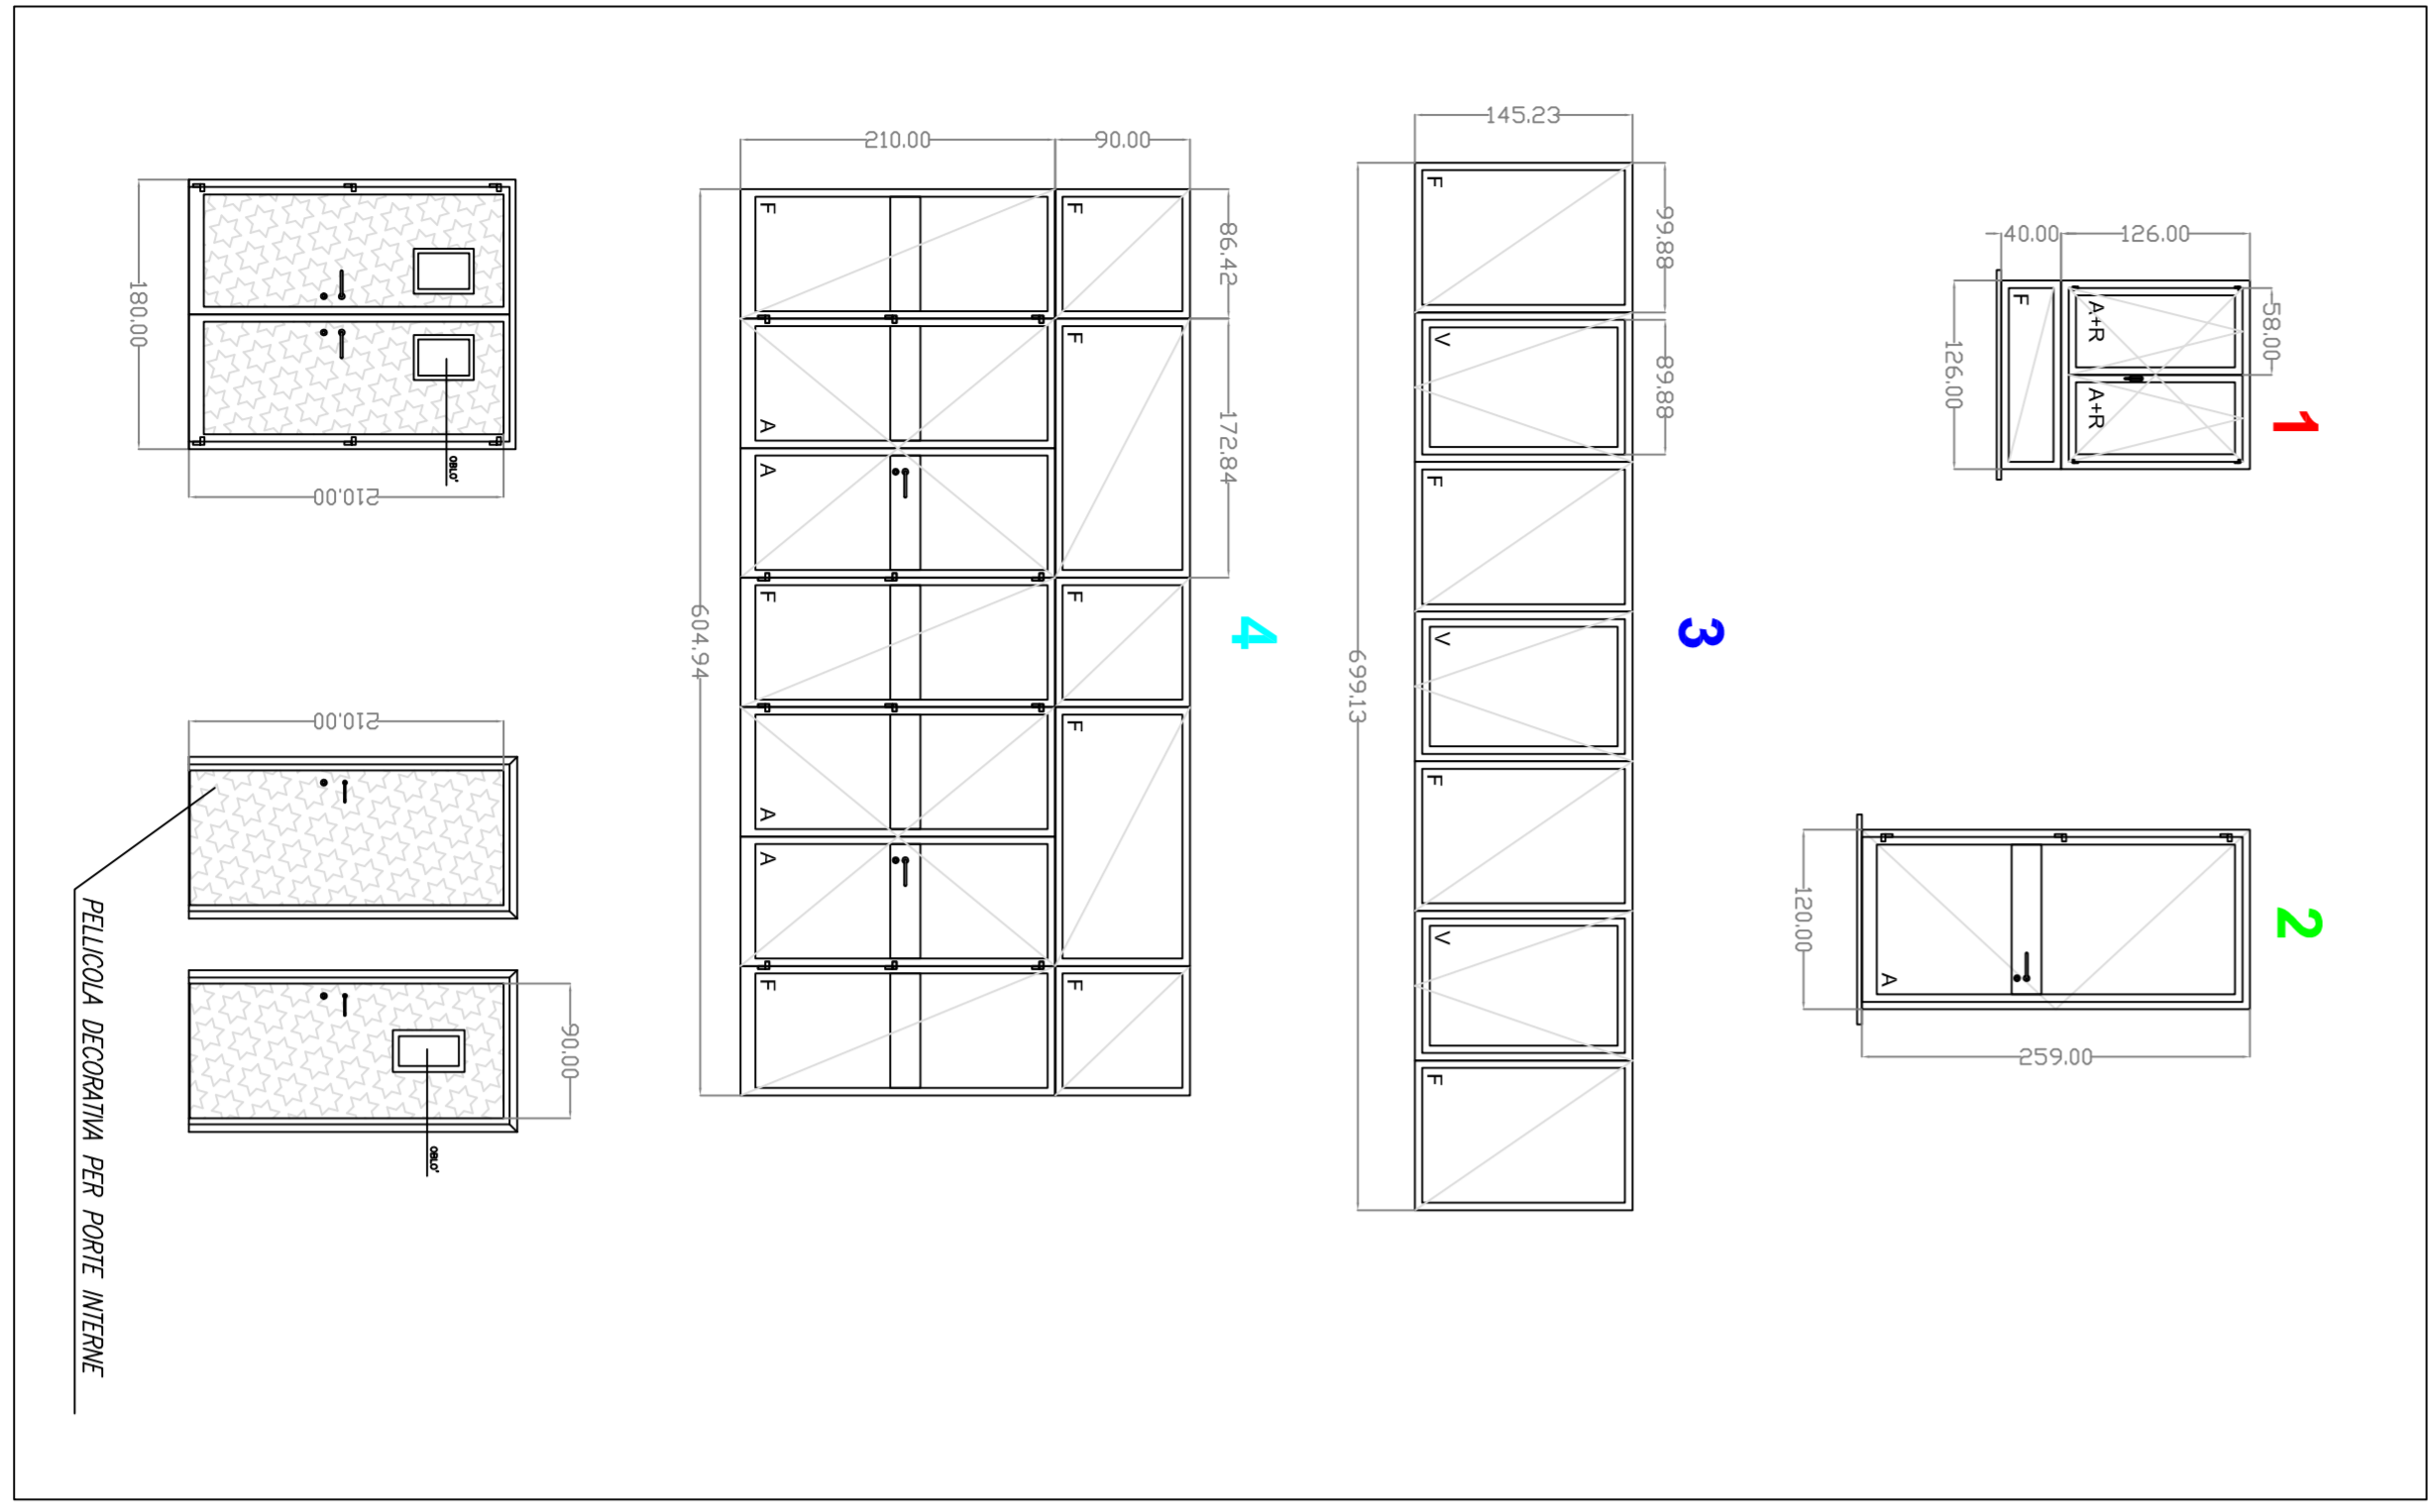 1
58.00
126.00
40.00
A+R
A+R
F
126.00
2
259.00
A
120.00
3
99.88
89.88
145.23
F
V
F
V
F
V
F
699.13
4
86.42
172.84
90.00
210.00
F
F
F
F
F
F
A
A
F
A
A
F
604.94
180.00
210.00
OBLO'
210.00
90.00
OBLO'
PELLICOLA DECORATIVA PER PORTE INTERNE